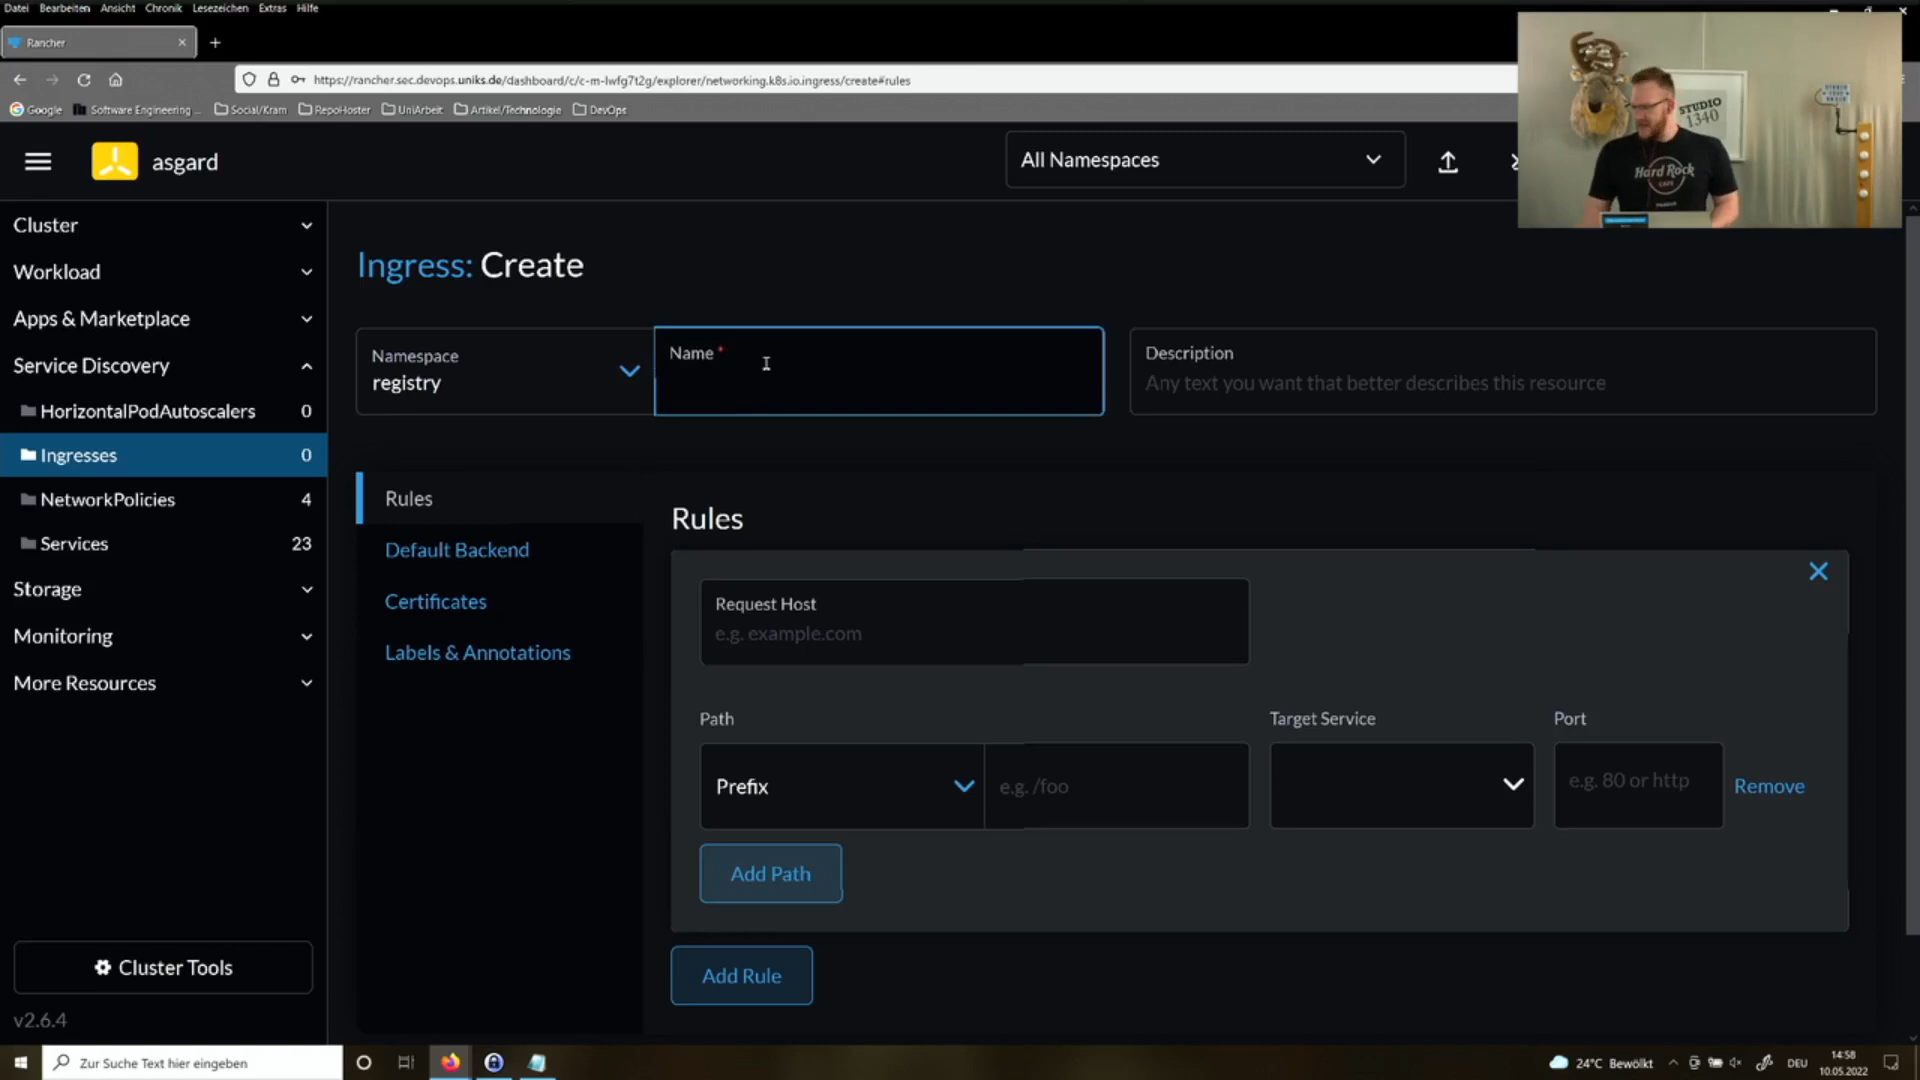 Datei Bearbeiten Ansicht Chronik Lesezeichen Extras Hilfe
Rancher
https://rancher.sec.devops.uniks.de/dashboard/c/c-m-lwfg7t2g/explorer/networking.k8s.io.ingress/create#rules
Google Software Engineering ... Social/Kram RepoHoster UniArbeit Artikel/Technologie DevOps
asgard
All Namespaces
STUDIO
1340
Hard Rock
CAFE
Cluster
Workload
Apps & Marketplace
Service Discovery
HorizontalPodAutoscalers 0
Ingresses 0
NetworkPolicies 4
Services 23
Storage
Monitoring
More Resources
Cluster Tools
v2.6.4
Ingress: Create
Namespace
registry
Name *
Description
Any text you want that better describes this resource
Rules
Default Backend
Certificates
Labels & Annotations
Rules
Request Host
e.g. example.com
Path
Target Service
Port
Prefix
e.g. /foo
e.g. 80 or http
Remove
Add Path
Add Rule
Zur Suche Text hier eingeben
24°C Bewölkt
DEU
14:58
10.05.2022